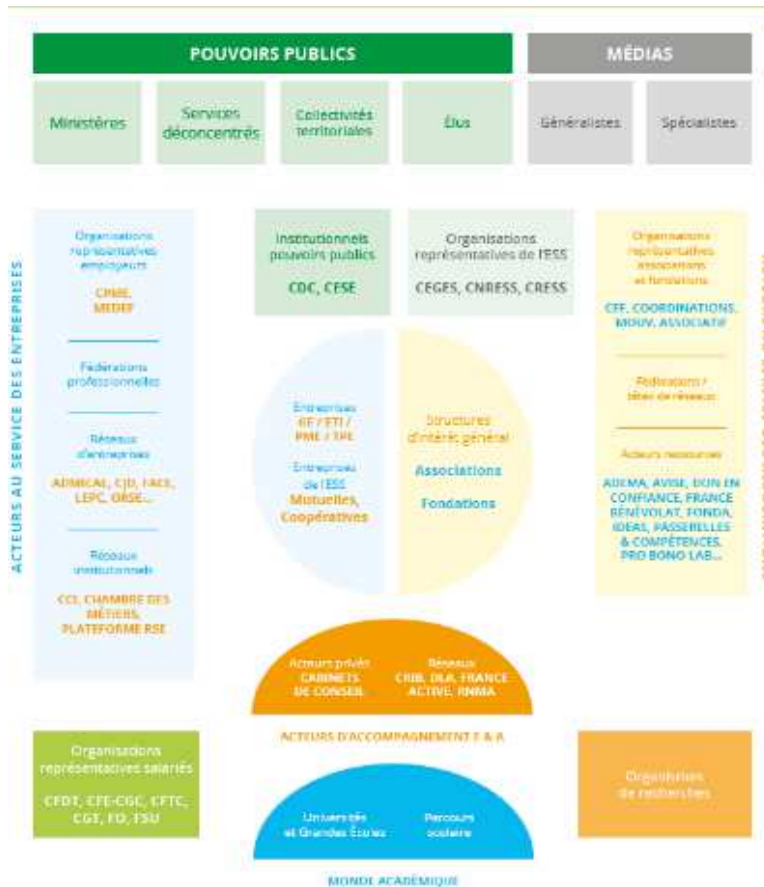 POUVOIRS PUBLICS
MÉDIAS
Ministères
Services
déconcentrés
Collectivités
territoriales
Élus
Généralistes
Spécialistes
ACTEURS AU SERVICE DES ENTREPRISES
Organisations
représentatives
employeurs
CPME,
MEDEF
Fédérations
professionnelles
Réseaux
d'entreprises
ADMICAL, CJD, FACE,
LEPC, ORSE...
Réseaux
institutionnels
CCI, CHAMBRE DES
MÉTIERS,
PLATEFORME RSE
Institutionnels
pouvoirs publics
CDC, CESE
Organisations
représentatives de l'ESS
CEGES, CNRESS, CRESS
Entreprises
GE / ETI /
PME / TPE
Entreprises
de l'ESS
Mutuelles,
Coopératives
Structures
d'intérêt général
Associations
Fondations
Organisations
représentatives
associations
et fondations
CFF, COORDINATIONS,
MOUV. ASSOCIATIF
Fédérations /
têtes de réseaux
Acteurs ressources
ADEMA, AVISE, DON EN
CONFIANCE, FRANCE
BÉNÉVOLAT, FONDA,
IDEAS, PASSERELLES
& COMPÉTENCES,
PRO BONO LAB...
Acteurs privés
CABINETS
DE CONSEIL
Réseaux
CRIB, DLA, FRANCE
ACTIVE, RNMA
ACTEURS D'ACCOMPAGNEMENT E & A
Organisations
représentatives salariés
CFDT, CFE-CGC, CFTC,
CGT, FO, FSU
Universités
et Grandes Écoles
Parcours
scolaire
MONDE ACADÉMIQUE
Organismes
de recherches